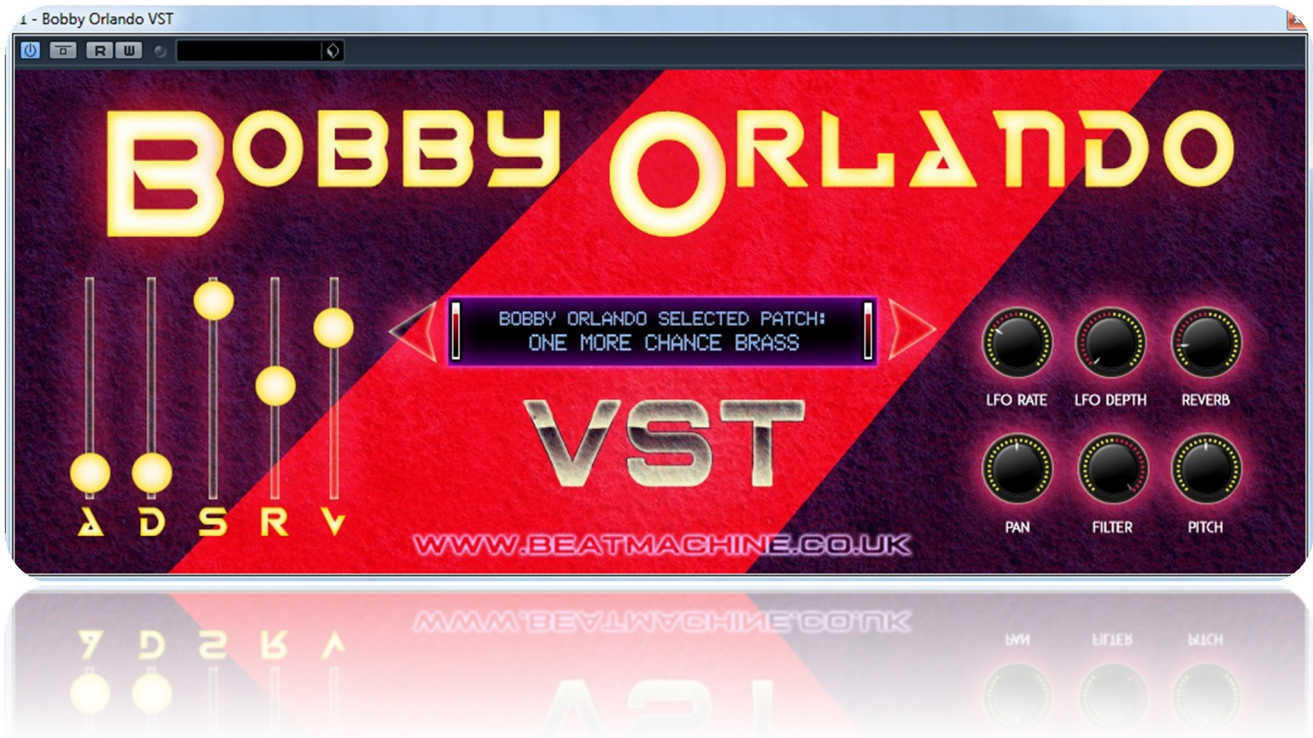 1 - Bobby Orlando VST
R W
BOBBY ORLANDO
BOBBY ORLANDO SELECTED PATCH:
ONE MORE CHANCE BRASS
VST
A D S R V
LFO RATE LFO DEPTH REVERB
PAN FILTER PITCH
WWW.BEATMACHINE.CO.UK